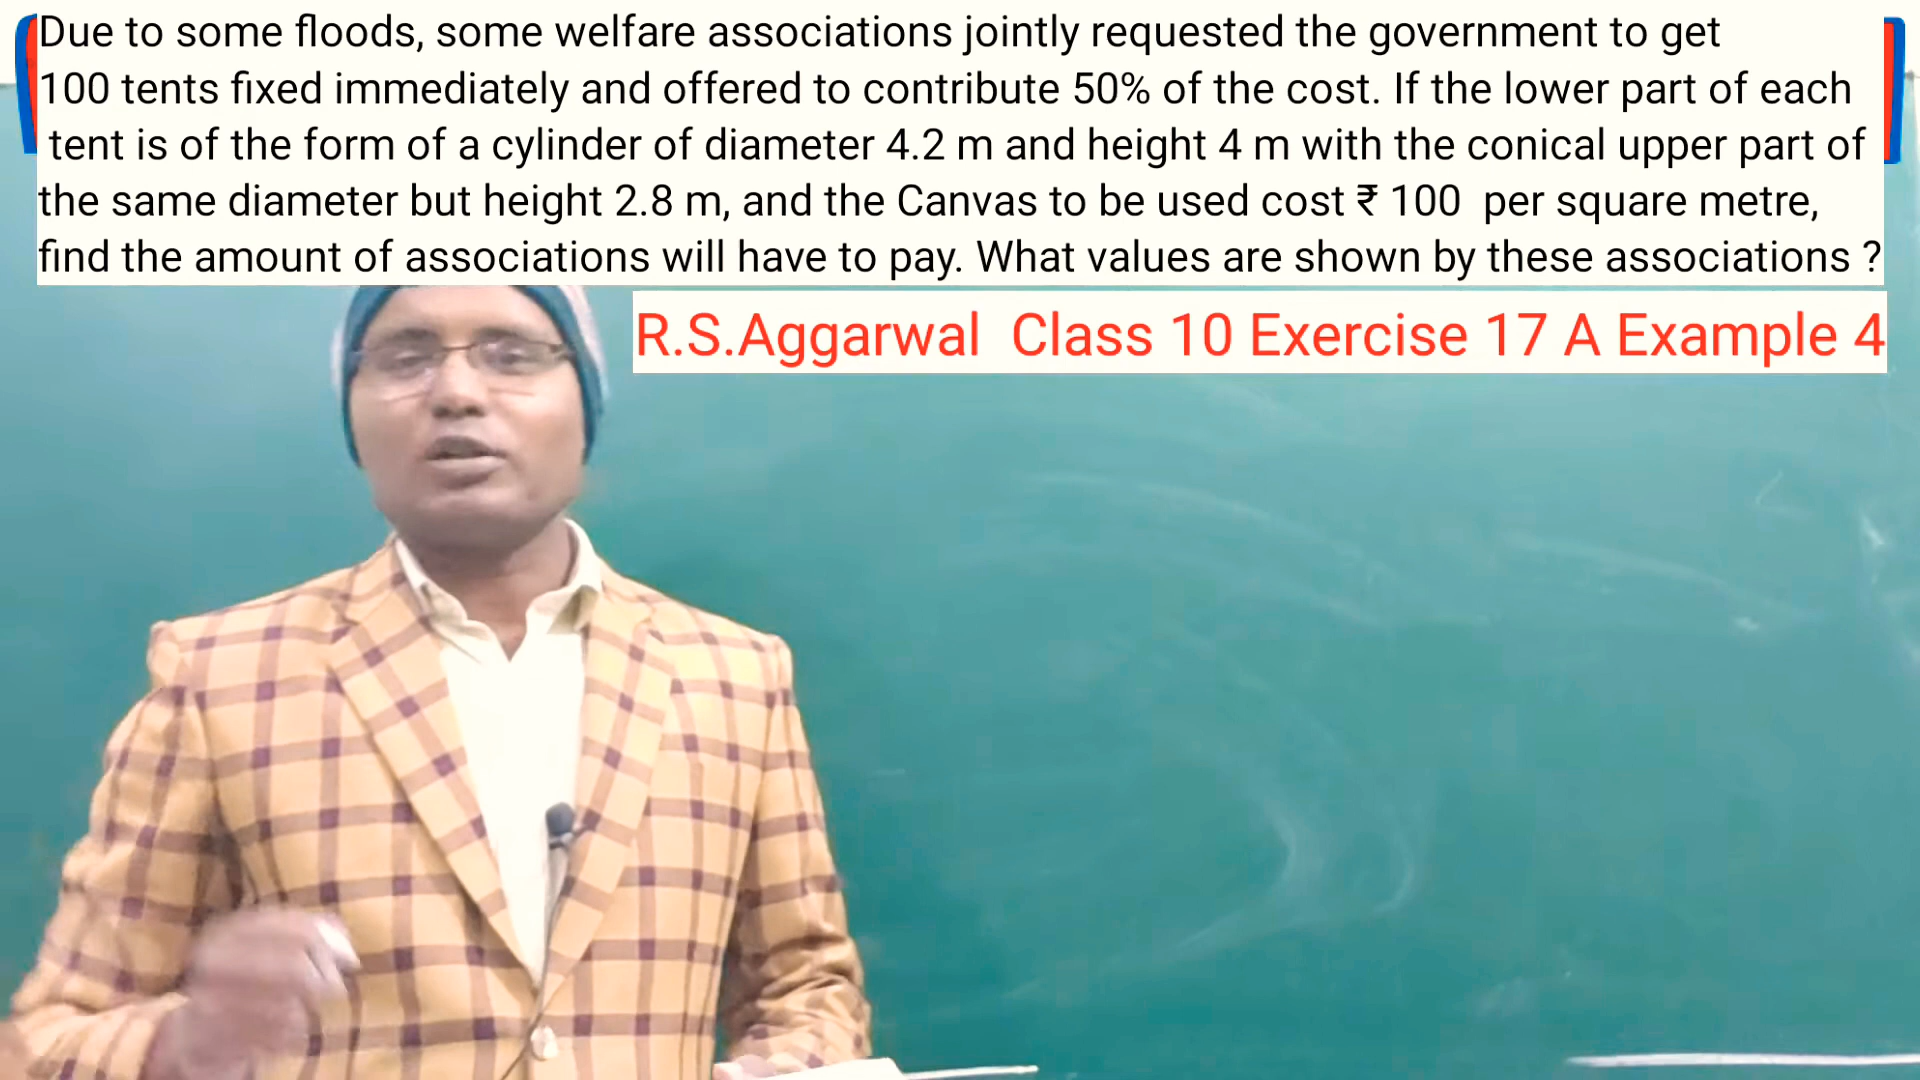 Due to some floods, some welfare associations jointly requested the government to get
100 tents fixed immediately and offered to contribute 50% of the cost. If the lower part of each
tent is of the form of a cylinder of diameter 4.2 m and height 4 m with the conical upper part of
the same diameter but height 2.8 m, and the Canvas to be used cost ₹ 100 per square metre,
find the amount of associations will have to pay. What values are shown by these associations ?
R.S.Aggarwal Class 10 Exercise 17 A Example 4